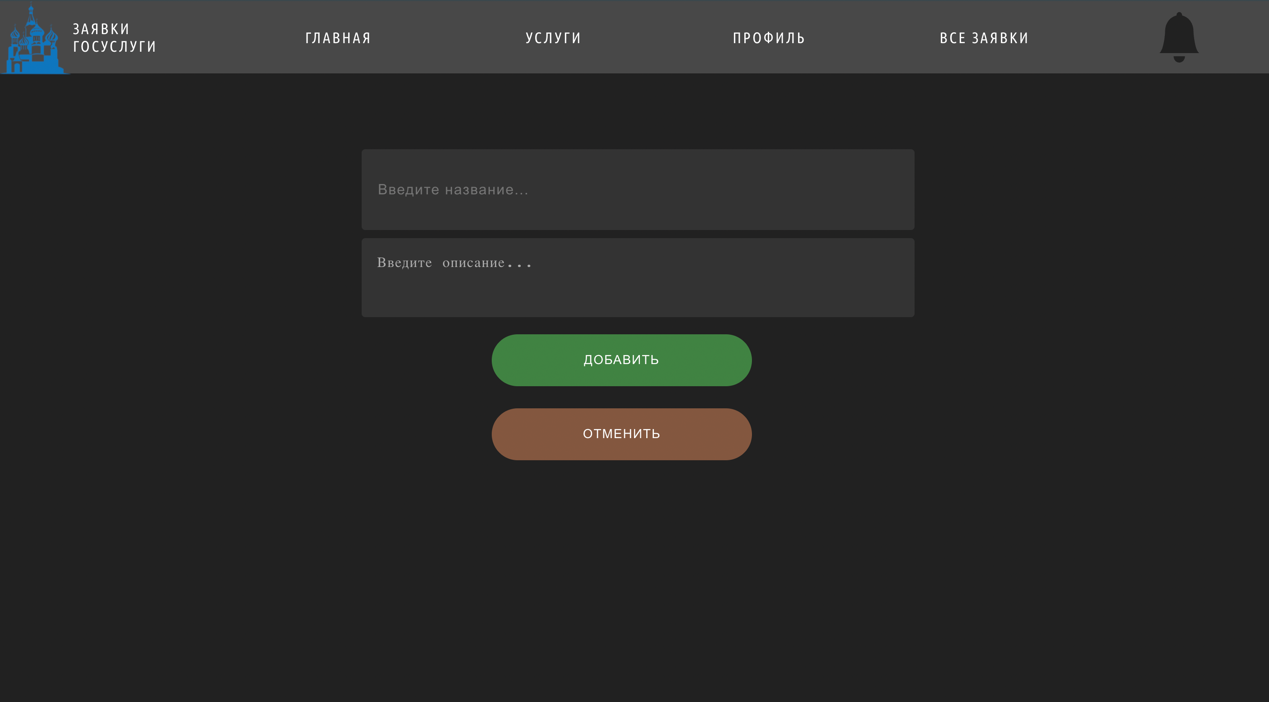 ЗАЯВКИ
ГОСУСЛУГИ
ГЛАВНАЯ
УСЛУГИ
ПРОФИЛЬ
ВСЕ ЗАЯВКИ
Введите название...
Введите описание...
ДОБАВИТЬ
ОТМЕНИТЬ